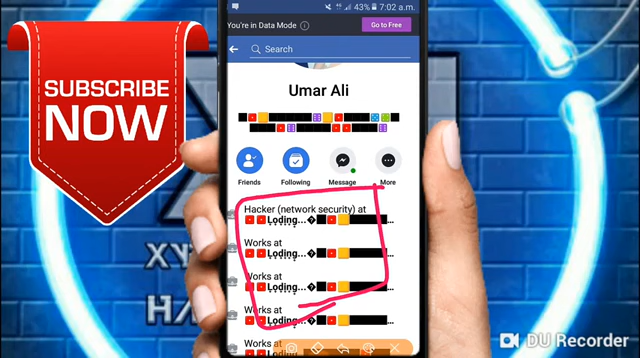 SUBSCRIBE
NOW
43% 7:02 a.m.
You're in Data Mode
Go to Free
Search
Umar Ali
Friends
Following
Message
More
Hacker (network security) at
Loding...
Works at
Loding...
Works at
Loding...
Works at
Loding...
Works at
DU Recorder